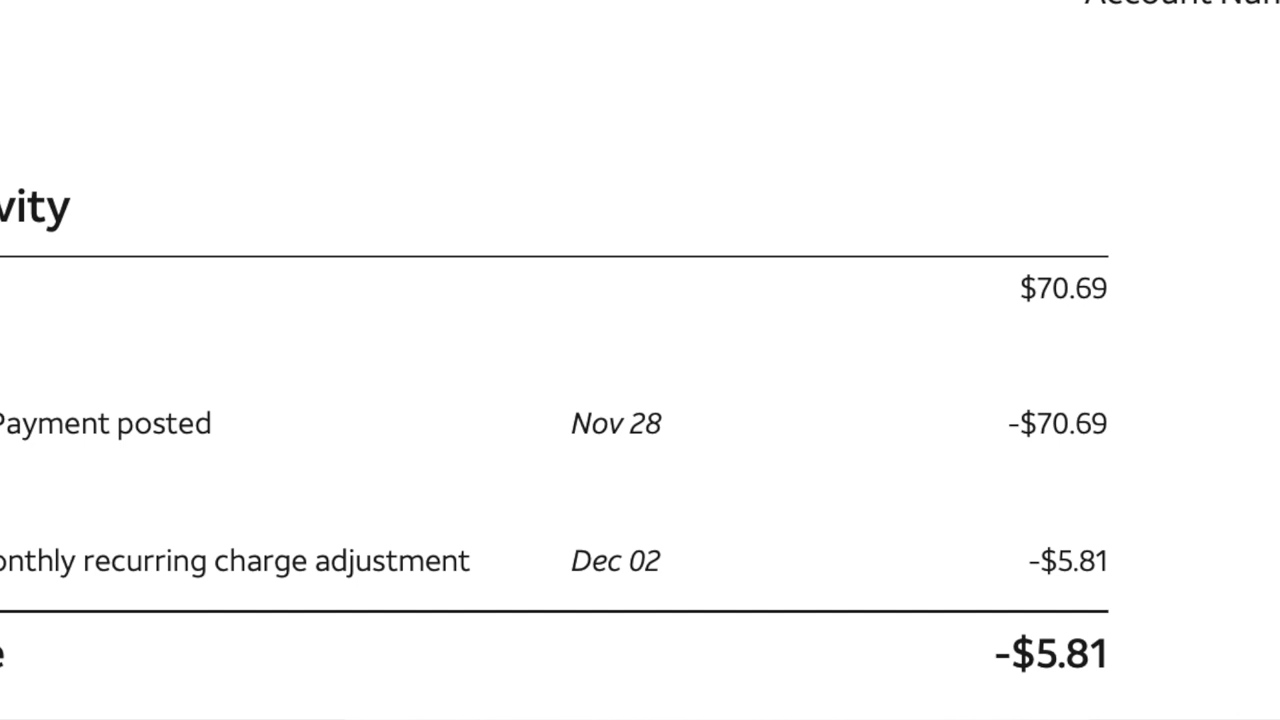 Account
vity
$70.69
Payment posted Nov 28 -$70.69
onthly recurring charge adjustment Dec 02 -$5.81
e -$5.81